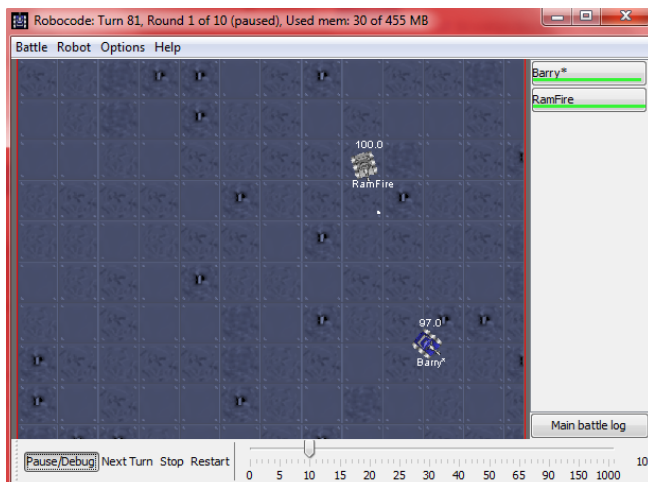 Robocode: Turn 81, Round 1 of 10 (paused), Used mem: 30 of 455 MB
Battle Robot Options Help
Barry*
RamFire
100.0
RamFire
97.0
Barry*
Main battle log
Pause/Debug Next Turn Stop Restart
10
0 5 10 15 20 25 30 40 50 65 90 150 1000